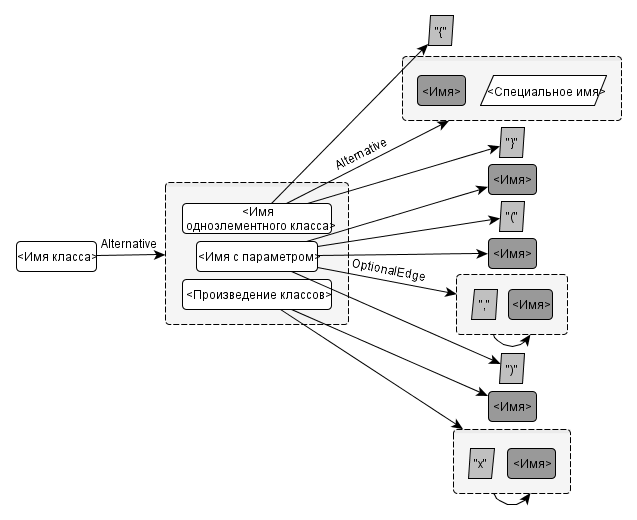 "{"
<Имя>
<Специальное имя>
Alternative
"}"
<Имя>
<Имя
одноэлементного класса>
"("
Alternative
<Имя класса>
<Имя с параметром>
<Имя>
OptionalEdge
<Произведение классов>
","
<Имя>
")"
<Имя>
"x"
<Имя>